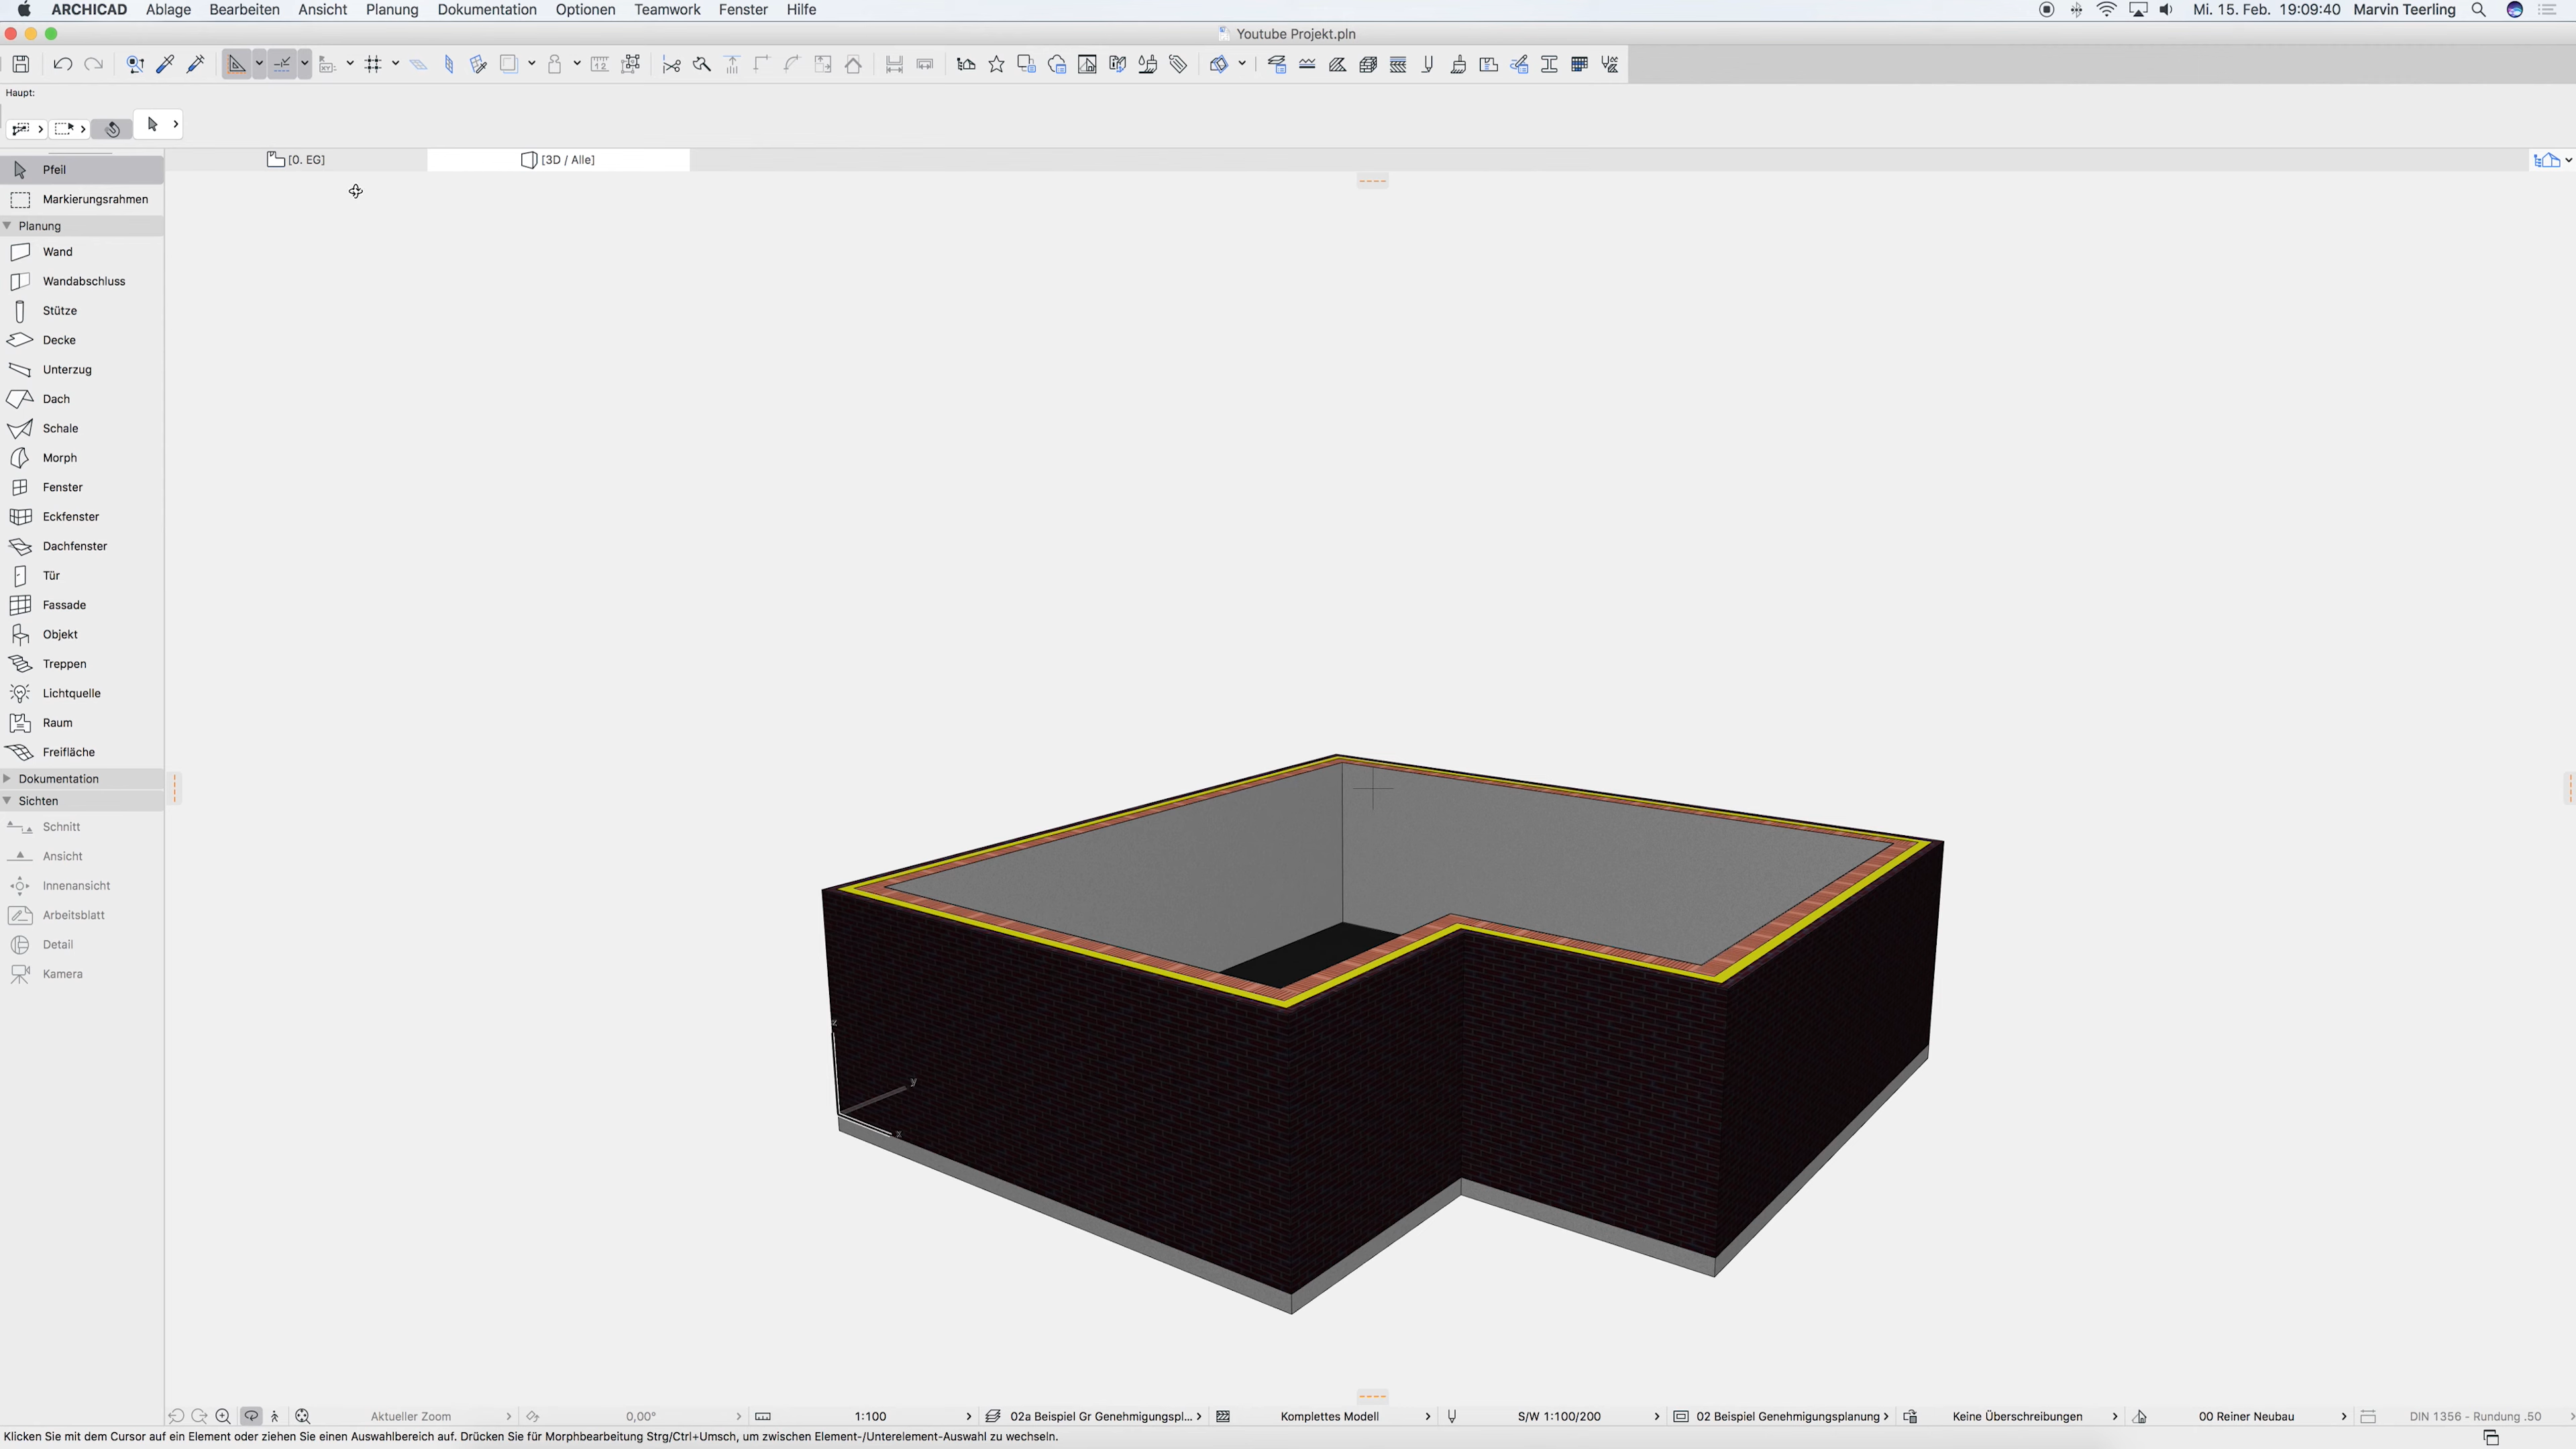 ARCHICAD Ablage Bearbeiten Ansicht Planung Dokumentation Optionen Teamwork Fenster Hilfe Mi. 15. Feb. 19:09:40 Marvin Teerling
Youtube Projekt.pln
Haupt:
[0. EG] [3D / Alle]
Pfeil
Markierungsrahmen
Planung
Wand
Wandabschluss
Stütze
Decke
Unterzug
Dach
Schale
Morph
Fenster
Eckfenster
Dachfenster
Tür
Fassade
Objekt
Treppen
Lichtquelle
Raum
Freifläche
Dokumentation
Sichten
Schnitt
Ansicht
Innenansicht
Arbeitsblatt
Detail
Kamera
z
y
x
Aktueller Zoom 0,00° 1:100 02a Beispiel Gr Genehmigungspl... Komplettes Modell S/W 1:100/200 02 Beispiel Genehmigungsplanung Keine Überschreibungen 00 Reiner Neubau DIN 1356 - Rundung .50
Klicken Sie mit dem Cursor auf ein Element oder ziehen Sie einen Auswahlbereich auf. Drücken Sie für Morphbearbeitung Strg/Ctrl+Umsch, um zwischen Element-/Unterelement-Auswahl zu wechseln.